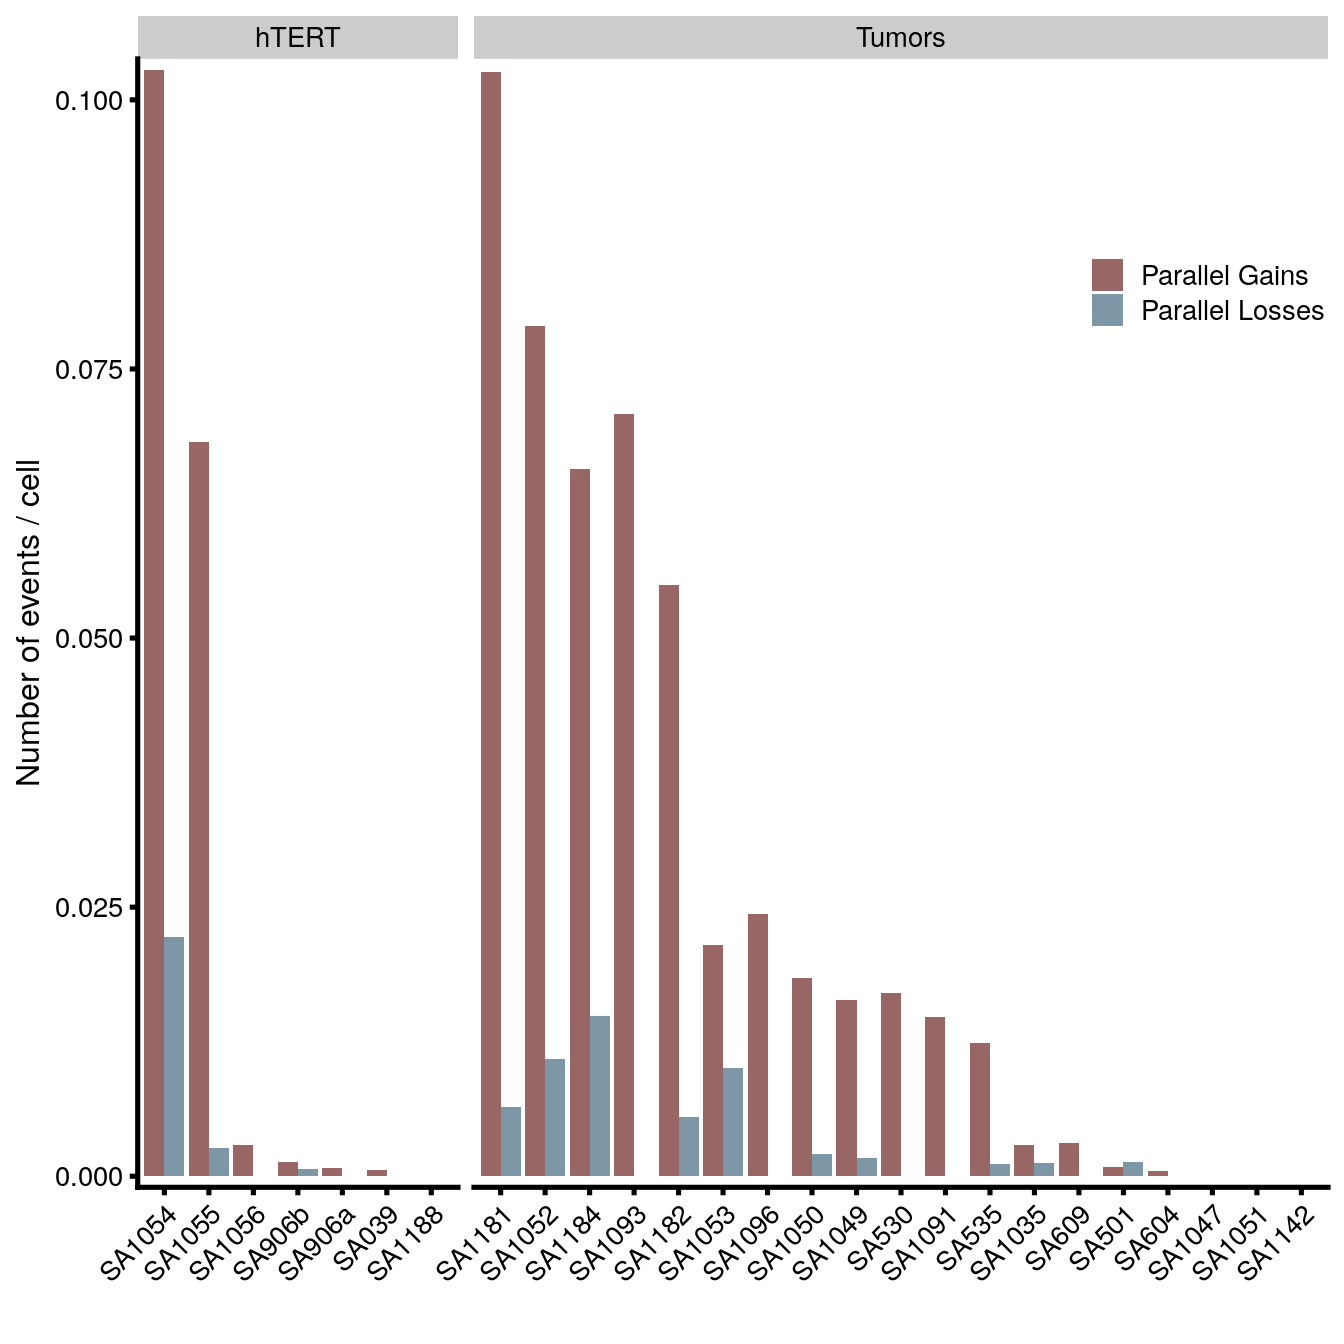 hTERT
Tumors
0.100
0.075
0.050
0.025
0.000
Number of events / cell
Parallel Gains
Parallel Losses
SA1054
SA1055
SA1056
SA906b
SA906a
SA039
SA1188
SA1181
SA1052
SA1184
SA1093
SA1182
SA1053
SA1096
SA1050
SA1049
SA530
SA1091
SA535
SA1035
SA609
SA501
SA604
SA1047
SA1051
SA1142